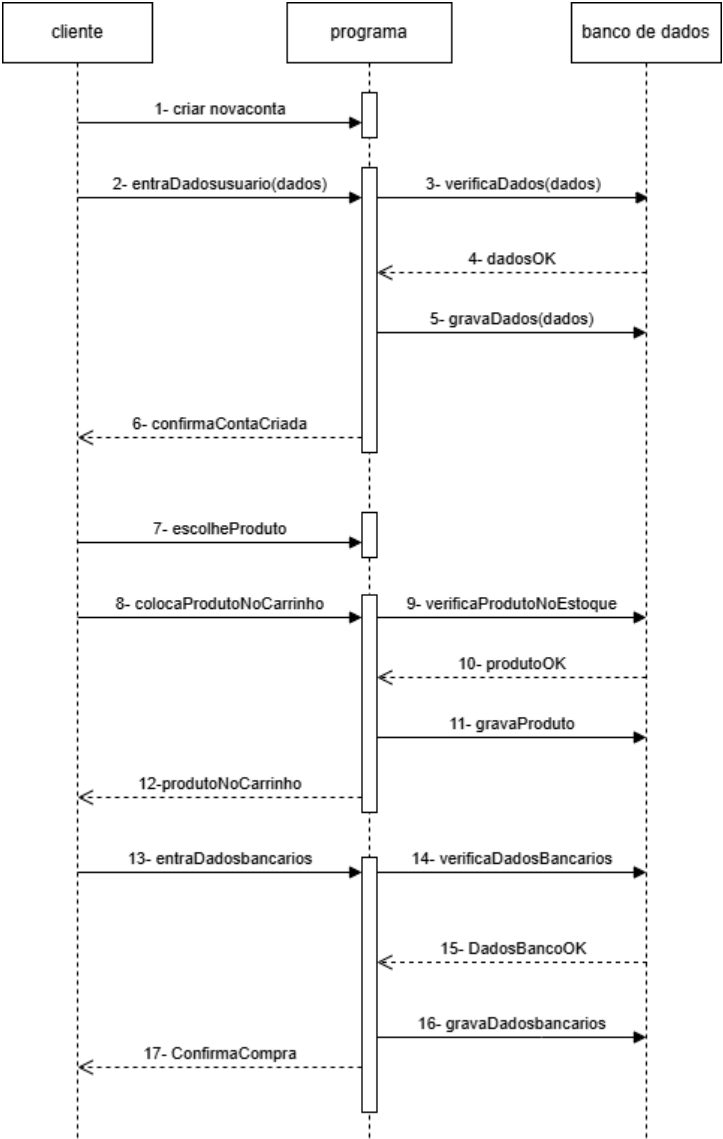 cliente
programa
banco de dados
1- criar novaconta
2- entraDadosusuario(dados)
3- verificaDados(dados)
4- dadosOK
5- gravaDados(dados)
6- confirmaContaCriada
7- escolheProduto
8- colocaProdutoNoCarrinho
9- verificaProdutoNoEstoque
10- produtoOK
11- gravaProduto
12-produtoNoCarrinho
13- entraDadosbancarios
14- verificaDadosBancarios
15- DadosBancoOK
16- gravaDadosbancarios
17- ConfirmaCompra